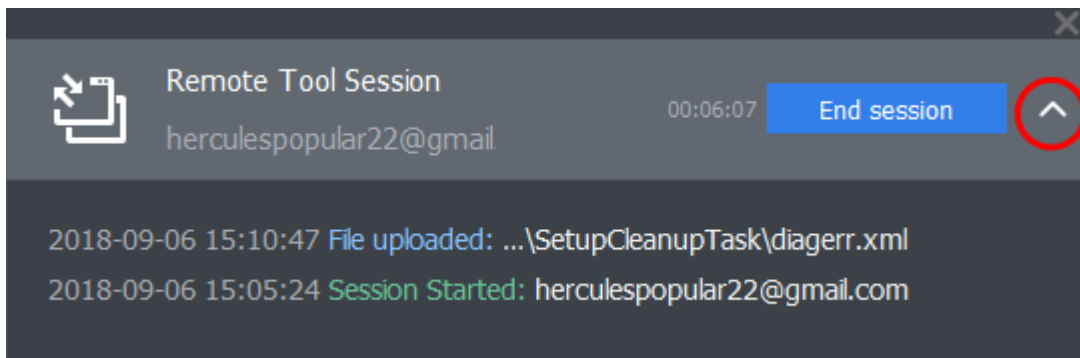 Remote Tool Session
herculespopular22@gmail.
00:06:07 End session
2018-09-06 15:10:47 File uploaded: ...\SetupCleanupTask\diagerr.xml
2018-09-06 15:05:24 Session Started: herculespopular22@gmail.com